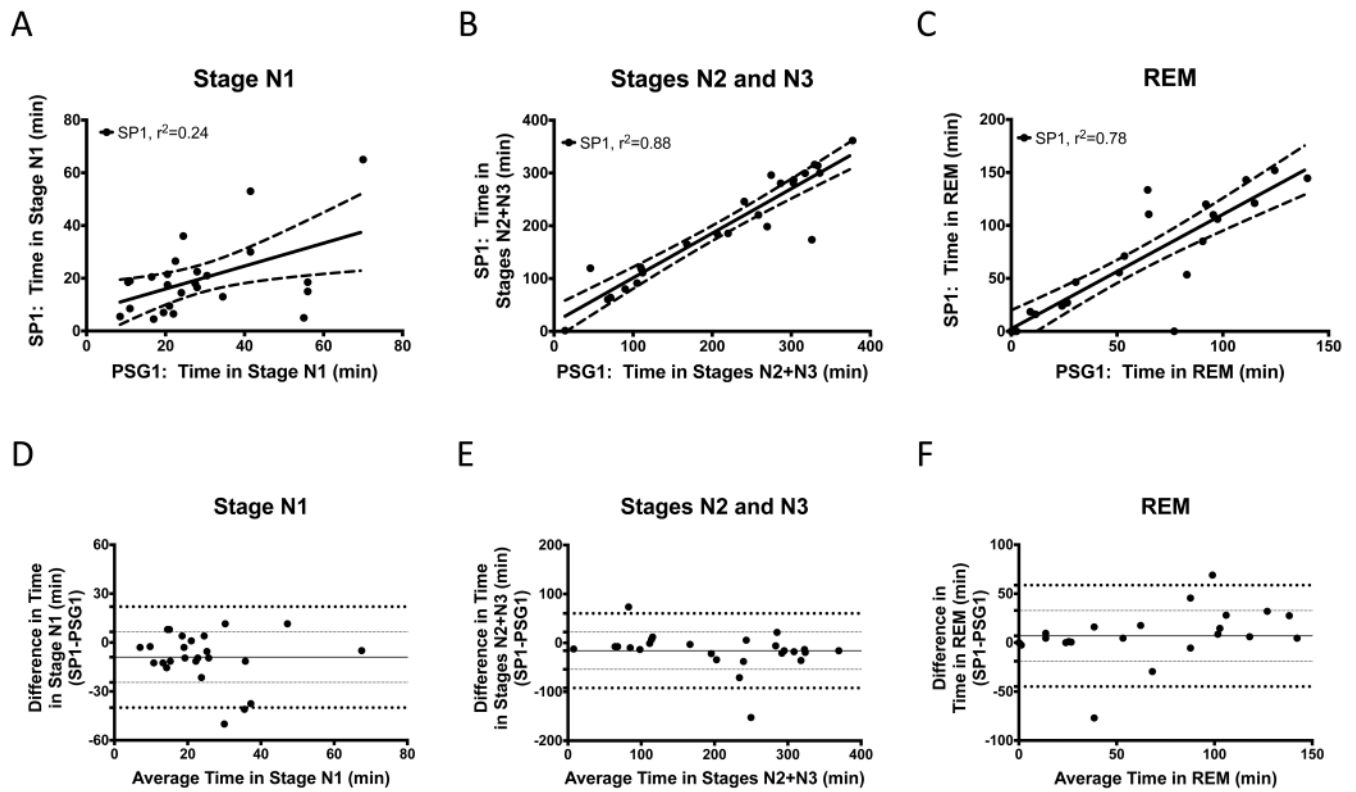 A
B
C
Stage N1
Stages N2 and N3
REM
SP1: Time in Stage N1 (min)
80
60
40
20
0
SP1, r²=0.24
0 20 40 60 80
PSG1: Time in Stage N1 (min)
SP1: Time in
Stages N2+N3 (min)
400
300
200
100
0
SP1, r²=0.88
0 100 200 300 400
PSG1: Time in Stages N2+N3 (min)
SP1: Time in REM (min)
200
150
100
50
0
SP1, r²=0.78
0 50 100 150
PSG1: Time in REM (min)
D
E
F
Stage N1
Stages N2 and N3
REM
Difference in Time
in Stage N1 (min)
(SP1-PSG1)
60
30
0
-30
-60
0 20 40 60 80
Average Time in Stage N1 (min)
Difference in Time
in Stages N2+N3 (min)
(SP1-PSG1)
200
100
0
-100
-200
0 100 200 300 400
Average Time in Stages N2+N3 (min)
Difference in
Time in REM (min)
(SP1-PSG1)
100
50
0
-50
-100
0 50 100 150
Average Time in REM (min)